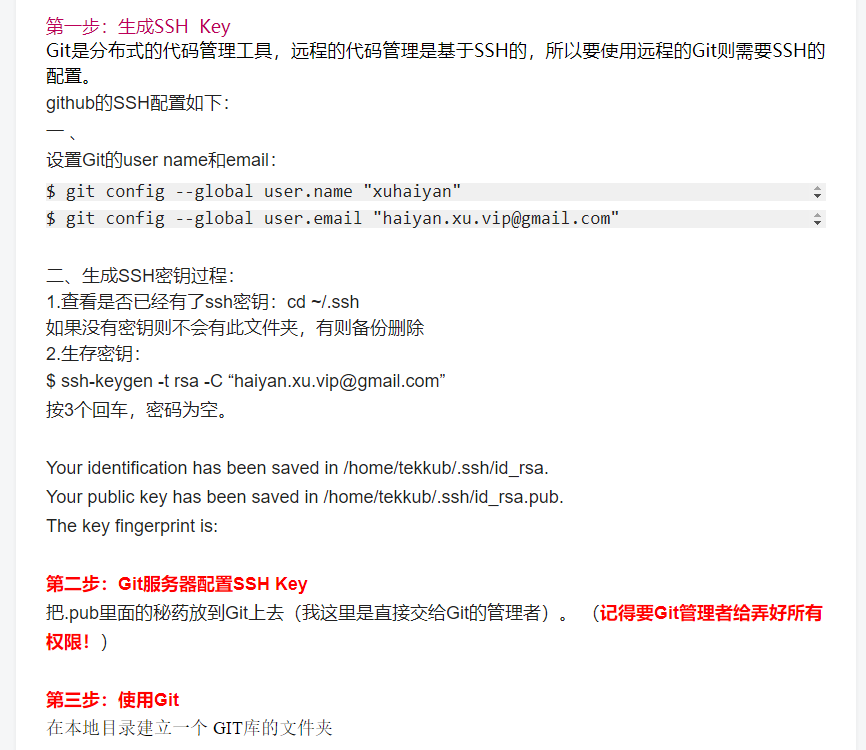 第一步：生成SSH  Key
Git是分布式的代码管理工具，远程的代码管理是基于SSH的，所以要使用远程的Git则需要SSH的
配置。
github的SSH配置如下：
一 、
设置Git的user name和email：
$ git config --global user.name "xuhaiyan"
$ git config --global user.email "haiyan.xu.vip@gmail.com"
二、生成SSH密钥过程：
1.查看是否已经有了ssh密钥：cd ~/.ssh
如果没有密钥则不会有此文件夹，有则备份删除
2.生存密钥：
$ ssh-keygen -t rsa -C “haiyan.xu.vip@gmail.com”
按3个回车，密码为空。
Your identification has been saved in /home/tekkub/.ssh/id_rsa.
Your public key has been saved in /home/tekkub/.ssh/id_rsa.pub.
The key fingerprint is:
第二步：Git服务器配置SSH Key
把.pub里面的秘药放到Git上去（我这里是直接交给Git的管理者）。 （记得要Git管理者给弄好所有
权限！）
第三步：使用Git
在本地目录建立一个 GIT库的文件夹